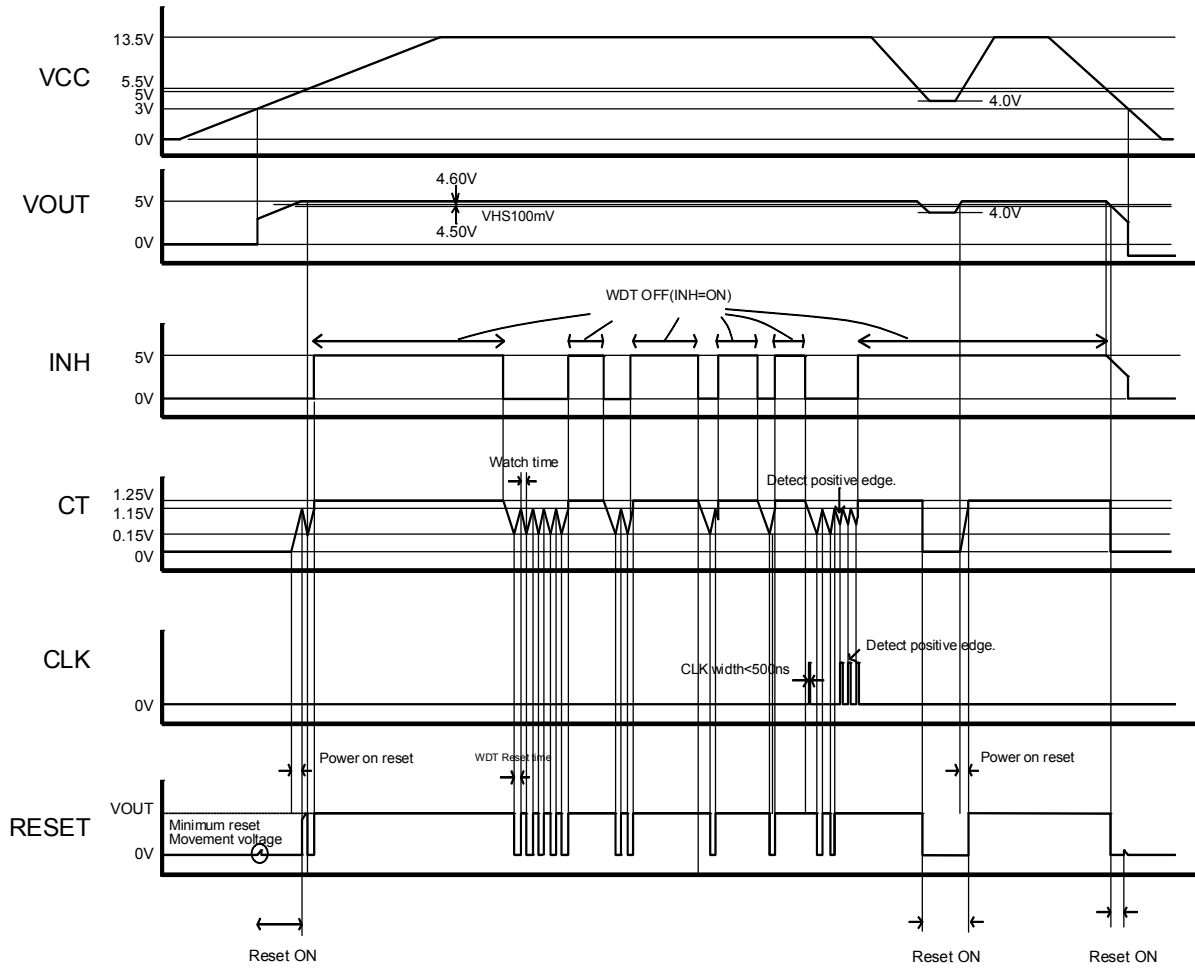 13.5V
VCC
5.5V
5V
3V
4.0V
0V
4.60V
VOUT
5V
VHS100mV
4.0V
4.50V
0V
WDT OFF(INH=ON)
INH
5V
0V
Watch time
Detect positive edge.
CT
1.25V
1.15V
0.15V
0V
CLK
Detect positive edge.
CLK width<500ns
0V
Power on reset
WDT Reset time
Power on reset
VOUT
RESET
Minimum reset
Movement voltage
0V
Reset ON
Reset ON
Reset ON